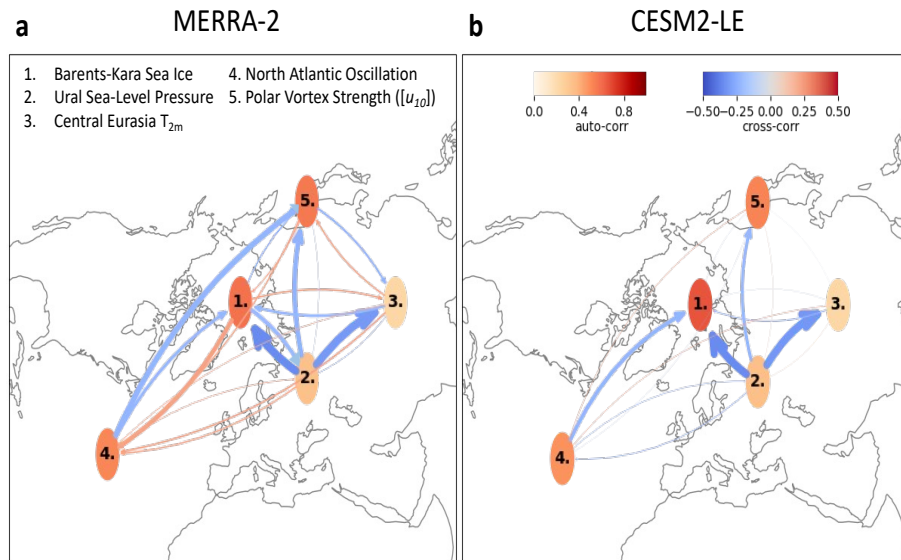 a MERRA-2
1. Barents-Kara Sea Ice
2. Ural Sea-Level Pressure
3. Central Eurasia T2m
4. North Atlantic Oscillation
5. Polar Vortex Strength ([u10])
5.
1.
3.
2.
4.
b CESM2-LE
0.0 0.4 0.8
auto-corr
−0.50 −0.25 0.00 0.25 0.50
cross-corr
5.
1.
3.
2.
4.